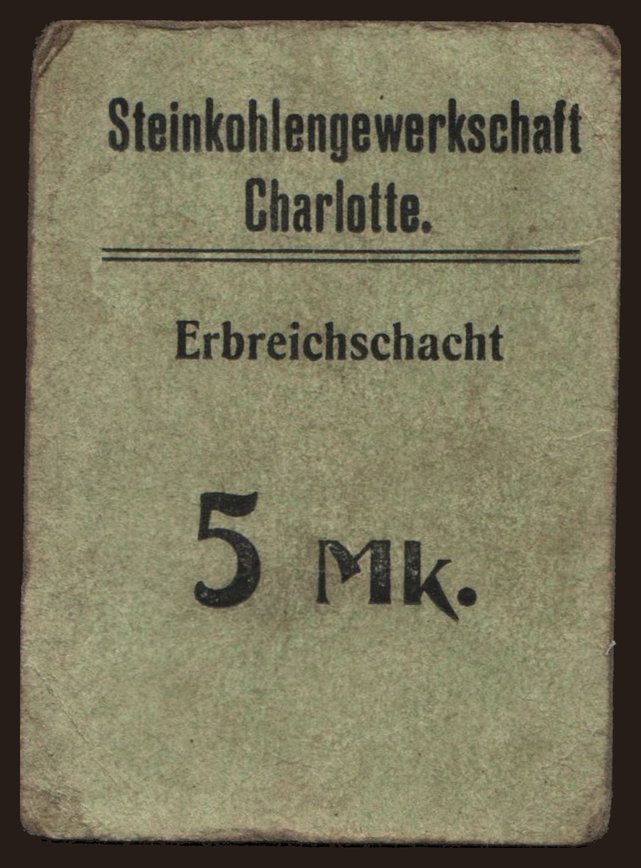 Steinkohlengewerkschaft
Charlotte.
Erbreichschacht
5 Mk.